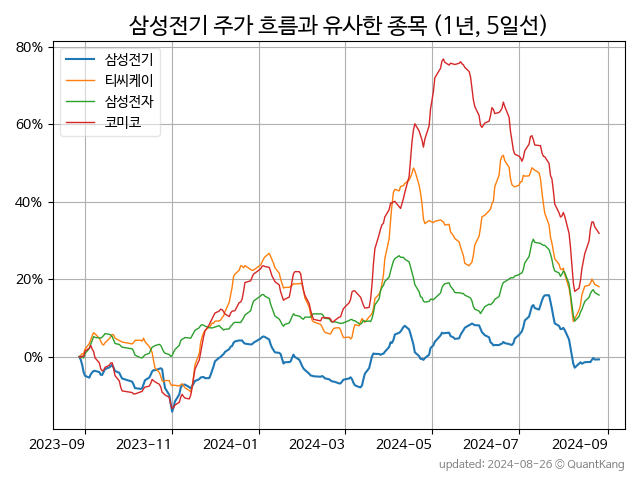 삼성전기 주가 흐름과 유사한 종목 (1년, 5일선)
80%
60%
40%
20%
0%
삼성전기
티씨케이
삼성전자
코미코
2023-09 2023-11 2024-01 2024-03 2024-05 2024-07 2024-09
updated: 2024-08-26 © QuantKang